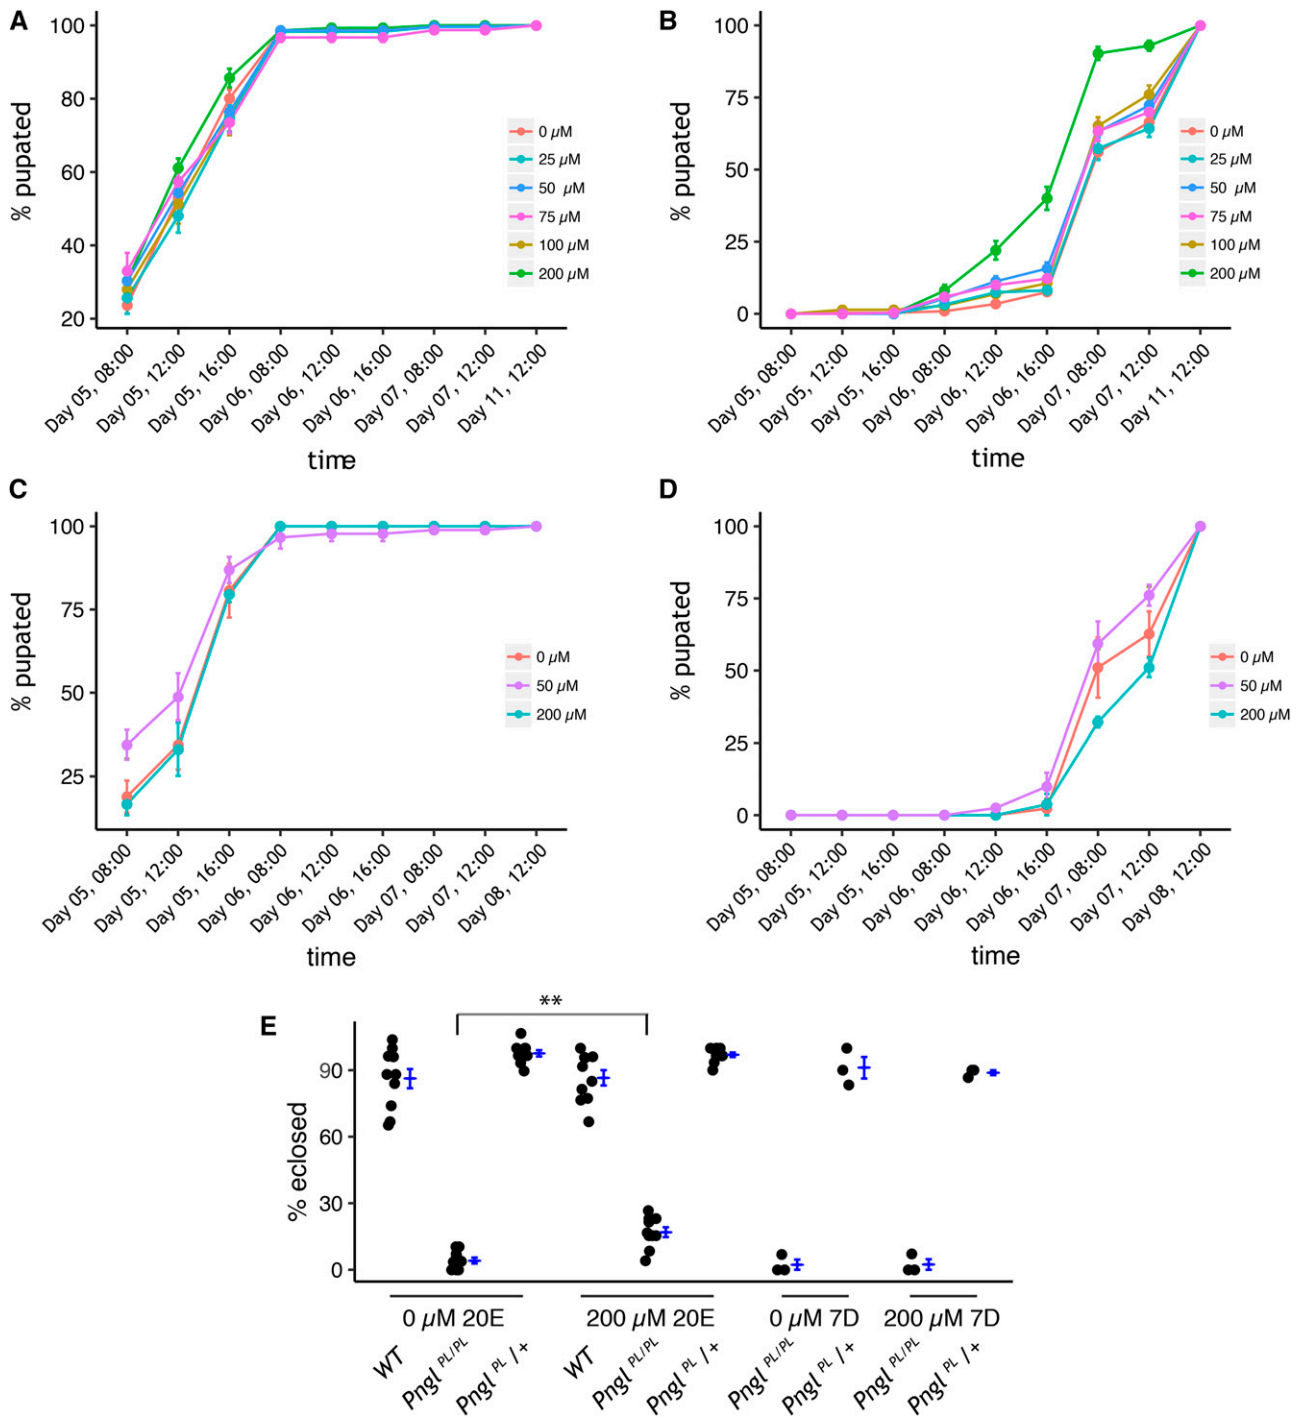 A
% pupated
100
80
60
40
20
0 µM
25 µM
50 µM
75 µM
100 µM
200 µM
Day 05, 08:00
Day 05, 12:00
Day 05, 16:00
Day 06, 08:00
Day 06, 12:00
Day 06, 16:00
Day 07, 08:00
Day 07, 12:00
Day 11, 12:00
time
B
% pupated
100
75
50
25
0
0 µM
25 µM
50 µM
75 µM
100 µM
200 µM
Day 05, 08:00
Day 05, 12:00
Day 05, 16:00
Day 06, 08:00
Day 06, 12:00
Day 06, 16:00
Day 07, 08:00
Day 07, 12:00
Day 11, 12:00
time
C
% pupated
100
75
50
25
0 µM
50 µM
200 µM
Day 05, 08:00
Day 05, 12:00
Day 05, 16:00
Day 06, 08:00
Day 06, 12:00
Day 06, 16:00
Day 07, 08:00
Day 07, 12:00
Day 08, 12:00
time
D
% pupated
100
75
50
25
0
0 µM
50 µM
200 µM
Day 05, 08:00
Day 05, 12:00
Day 05, 16:00
Day 06, 08:00
Day 06, 12:00
Day 06, 16:00
Day 07, 08:00
Day 07, 12:00
Day 08, 12:00
time
E
**
% eclosed
90
60
30
0
0 µM 20E
200 µM 20E
0 µM 7D
200 µM 7D
WT
Pngl PL/PL
Pngl PL /+
WT
Pngl PL/PL
Pngl PL /+
Pngl PL/PL
Pngl PL /+
Pngl PL/PL
Pngl PL /+